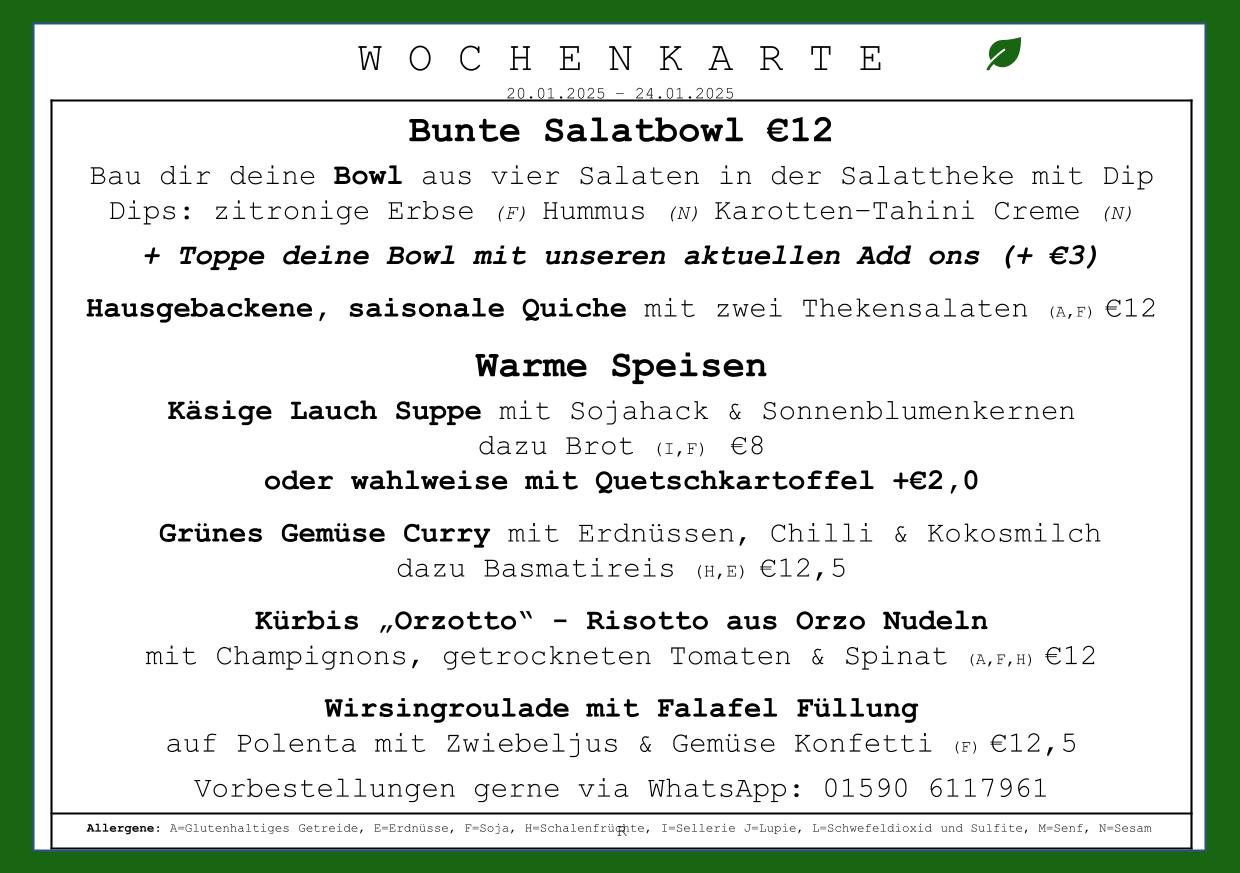 WOCHENKARTE
20.01.2025 – 24.01.2025
Bunte Salatbowl €12
Bau dir deine Bowl aus vier Salaten in der Salattheke mit Dip
Dips: zitronige Erbse (F) Hummus (N) Karotten-Tahini Creme (N)
+ Toppe deine Bowl mit unseren aktuellen Add ons (+ €3)
Hausgebackene, saisonale Quiche mit zwei Thekensalaten (A,F) €12
Warme Speisen
Käsige Lauch Suppe mit Sojahack & Sonnenblumenkernen
dazu Brot (I,F) €8
oder wahlweise mit Quetschkartoffel +€2,0
Grünes Gemüse Curry mit Erdnüssen, Chilli & Kokosmilch
dazu Basmatireis (H,E) €12,5
Kürbis „Orzotto“ - Risotto aus Orzo Nudeln
mit Champignons, getrockneten Tomaten & Spinat (A,F,H) €12
Wirsingroulade mit Falafel Füllung
auf Polenta mit Zwiebeljus & Gemüse Konfetti (F) €12,5
Vorbestellungen gerne via WhatsApp: 01590 6117961
Allergene: A=Glutenhaltiges Getreide, E=Erdnüsse, F=Soja, H=Schalenfrüchte, I=Sellerie J=Lupie, L=Schwefeldioxid und Sulfite, M=Senf, N=Sesam
R